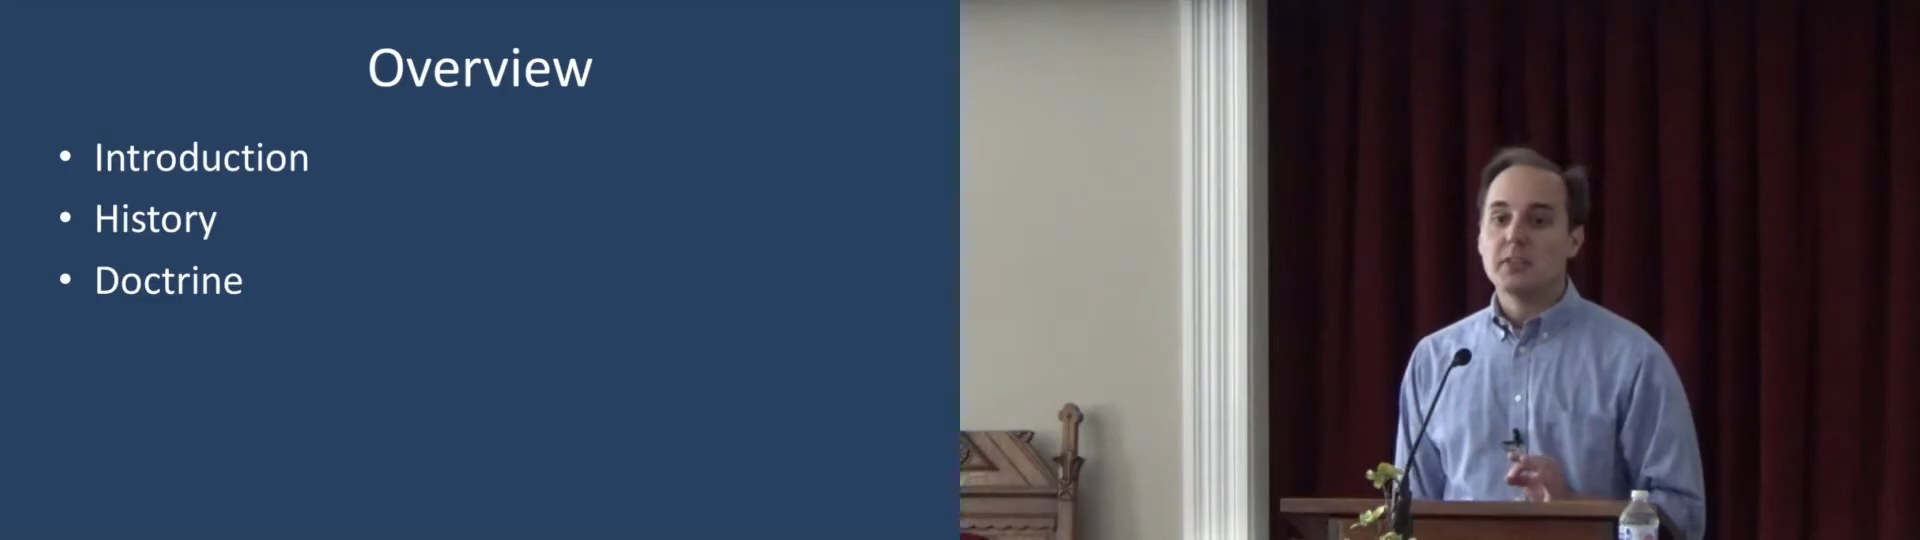 Overview
• Introduction
• History
• Doctrine